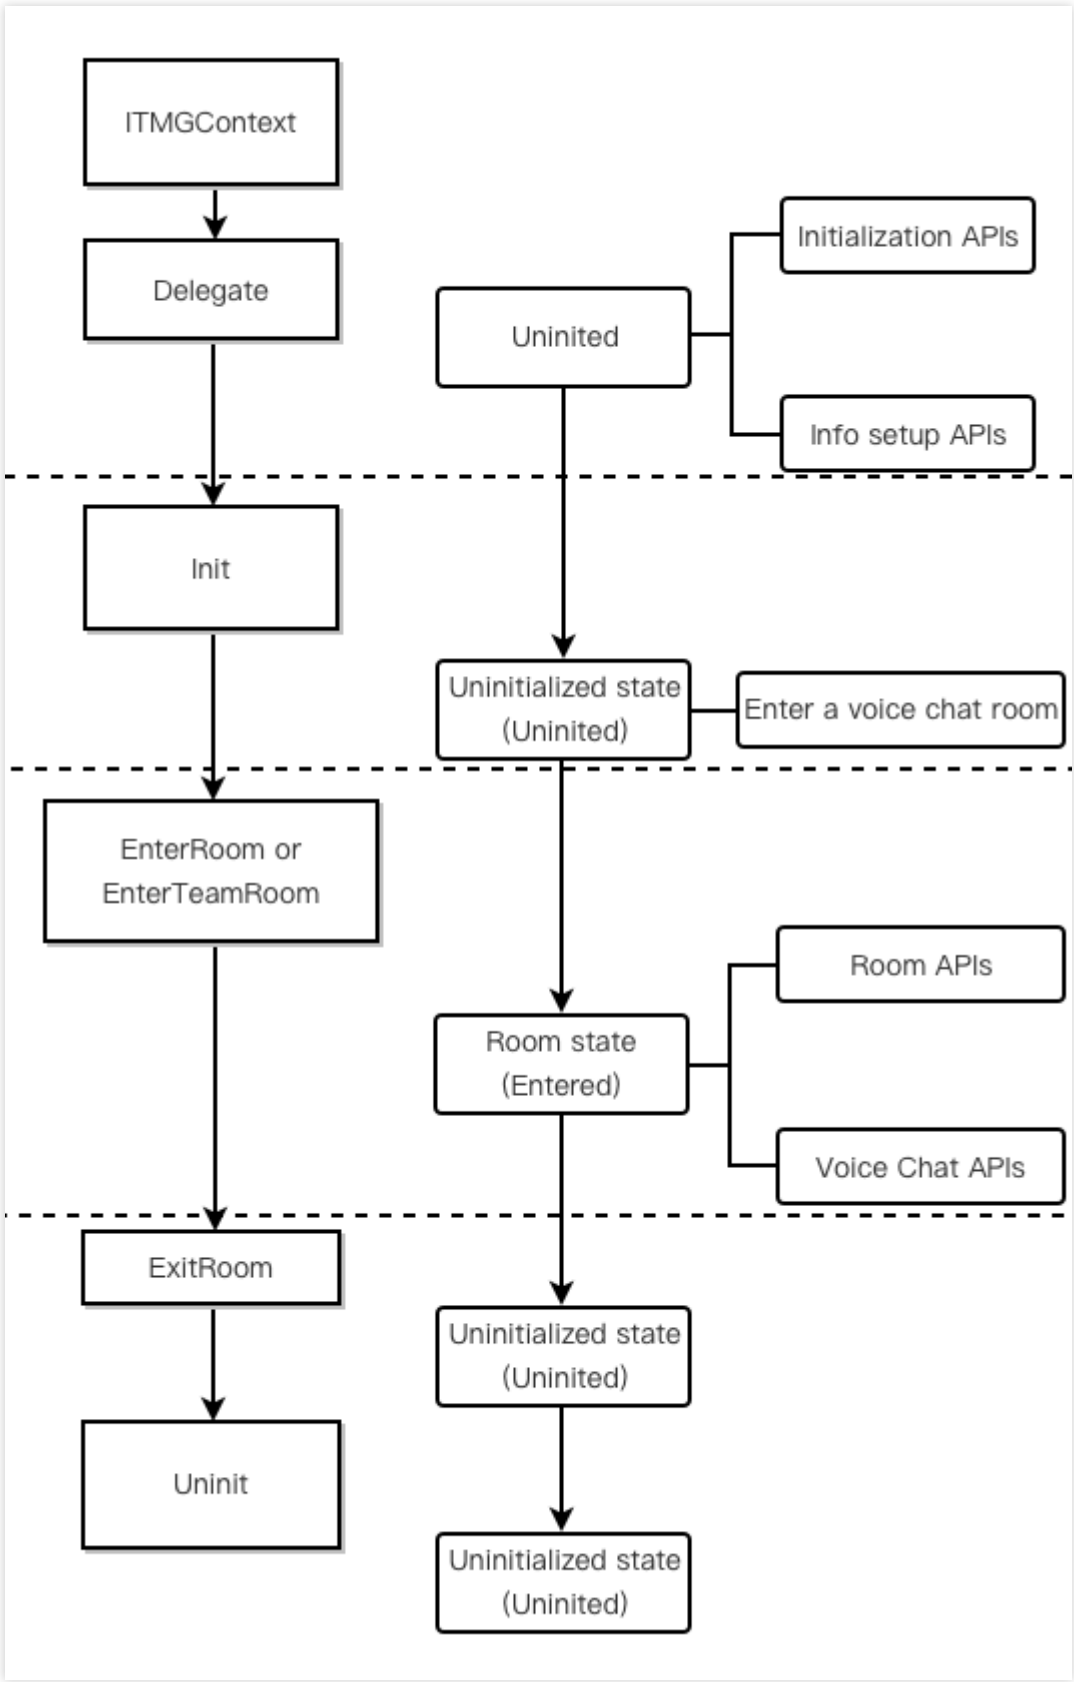 ITMGContext
Delegate
Initialization APIs
Uninited
Info setup APIs
Init
Uninitialized state
(Uninited)
Enter a voice chat room
EnterRoom or
EnterTeamRoom
Room APIs
Room state
(Entered)
Voice Chat APIs
ExitRoom
Uninitialized state
(Uninited)
Uninit
Uninitialized state
(Uninited)